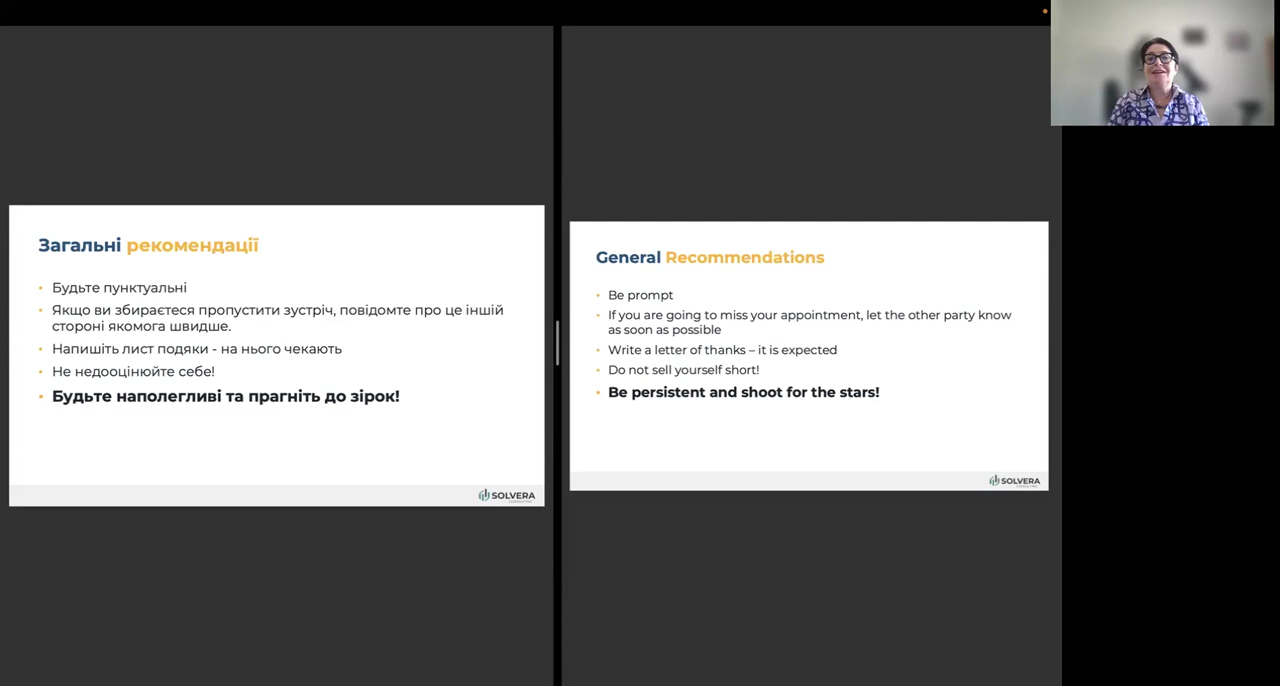 Загальні рекомендації
• Будьте пунктуальні
• Якщо ви збираєтеся пропустити зустріч, повідомте про це іншій
стороні якомога швидше.
• Напишіть лист подяки - на нього чекають
• Не недооцінюйте себе!
• Будьте наполегливі та прагніть до зірок!
SOLVERA
General Recommendations
• Be prompt
• If you are going to miss your appointment, let the other party know
as soon as possible
• Write a letter of thanks – it is expected
• Do not sell yourself short!
• Be persistent and shoot for the stars!
SOLVERA